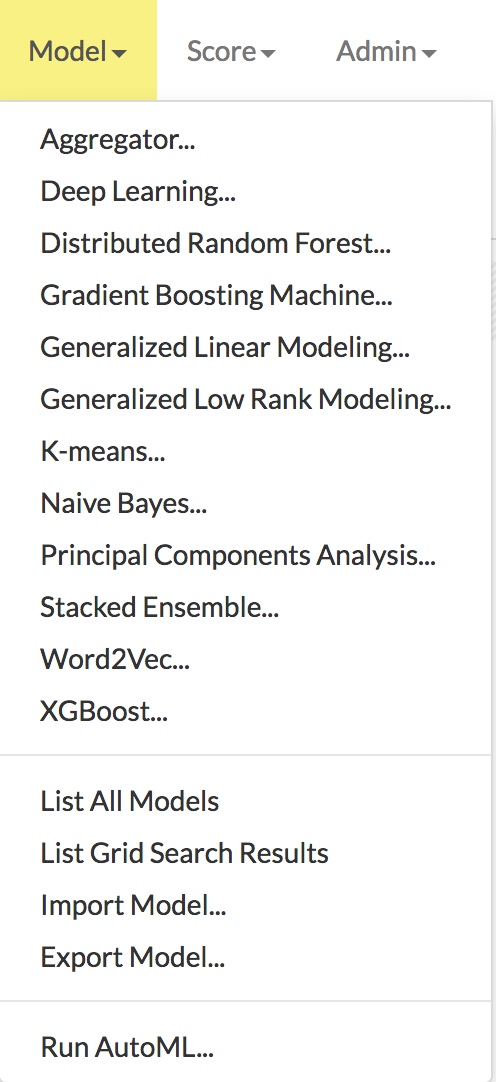 Model Score Admin
Aggregator...
Deep Learning...
Distributed Random Forest...
Gradient Boosting Machine...
Generalized Linear Modeling...
Generalized Low Rank Modeling...
K-means...
Naive Bayes...
Principal Components Analysis...
Stacked Ensemble...
Word2Vec...
XGBoost...
List All Models
List Grid Search Results
Import Model...
Export Model...
Run AutoML...